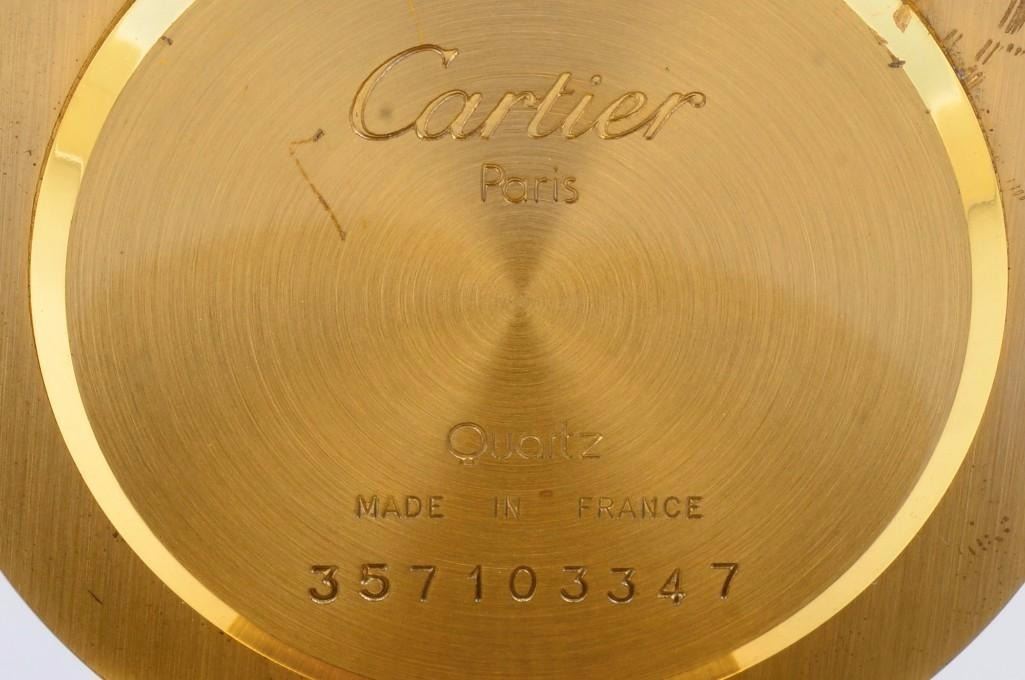 Cartier
Paris
Quartz
MADE IN FRANCE
357103347